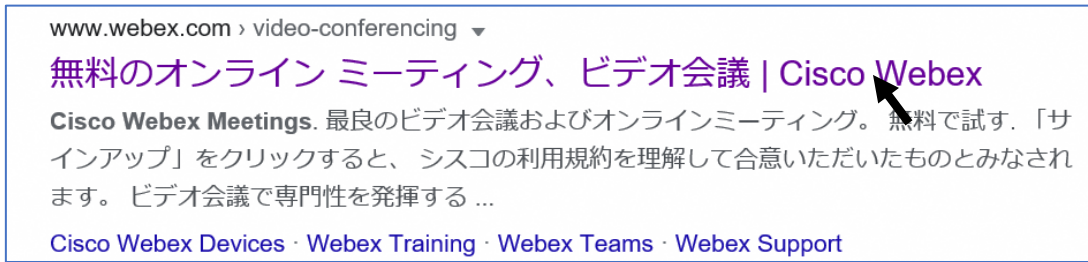 www.webex.com › video-conferencing
無料のオンライン ミーティング、ビデオ会議 | Cisco Webex
Cisco Webex Meetings. 最良のビデオ会議およびオンラインミーティング。 無料で試す. 「サ
インアップ」をクリックすると、 シスコの利用規約を理解して合意いただいたものとみなされ
ます。 ビデオ会議で専門性を発揮する ...
Cisco Webex Devices · Webex Training · Webex Teams · Webex Support